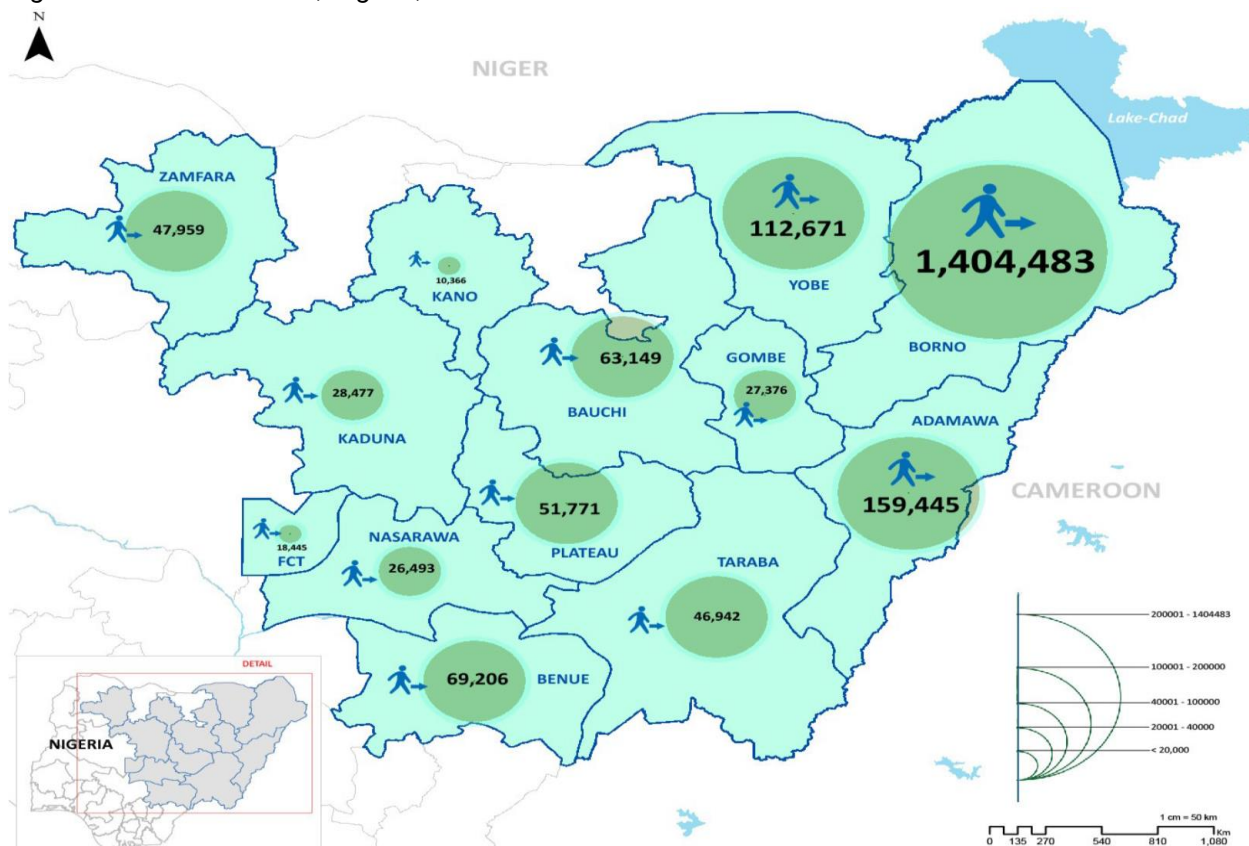 N
NIGER
Lake-Chad
ZAMFARA
47,959
10,366
KANO
112,671
YOBE
1,404,483
BORNO
63,149
BAUCHI
GOMBE
27,376
28,477
KADUNA
ADAMAWA
159,445
CAMEROON
51,771
PLATEAU
18,445
FCT
NASARAWA
26,493
TARABA
46,942
69,206
BENUE
DETAIL
NIGERIA
200001 - 1404483
100001 - 200000
40001 - 100000
20001 - 40000
< 20,000
1 cm = 50 km
Km
0 135 270 540 810 1,080